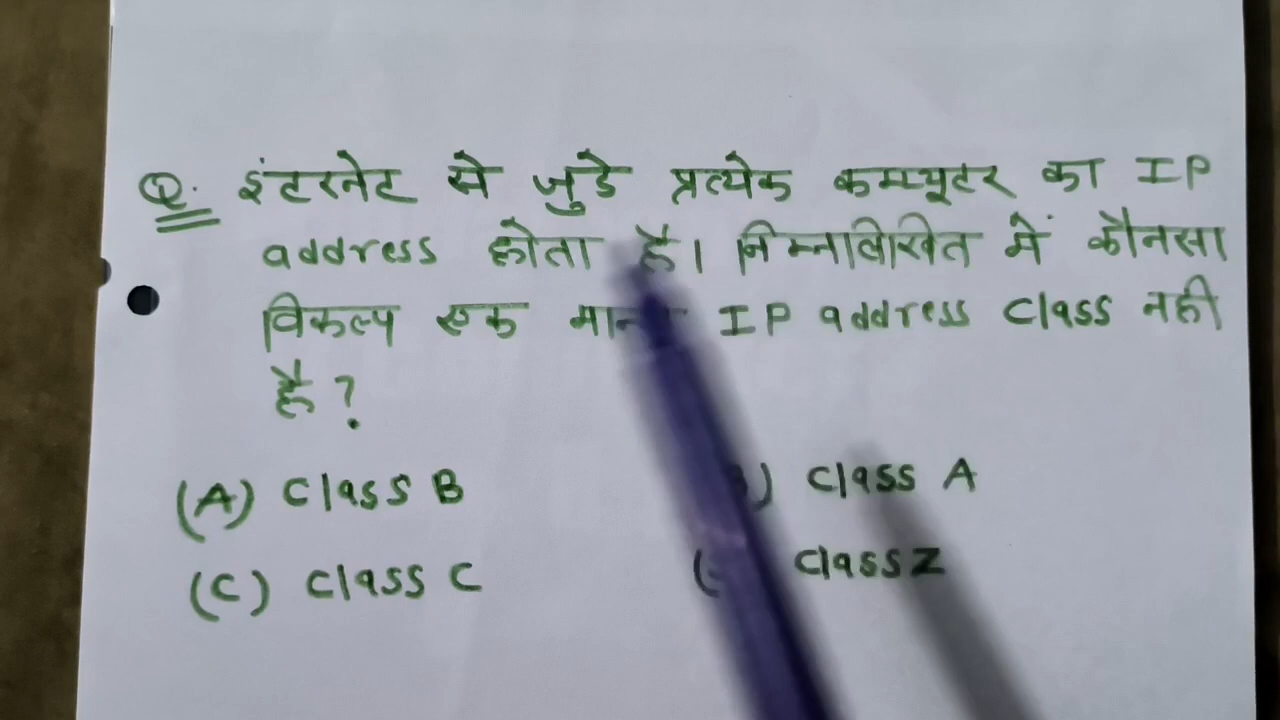 Q. इंटरनेट से जुडे प्रत्येक कम्प्यूटर का IP
address होता है। निम्नलिखित में कौनसा
विकल्प एक IP address Class नही
है ?
(A) Class B
Class A
(C) Class C
Class Z